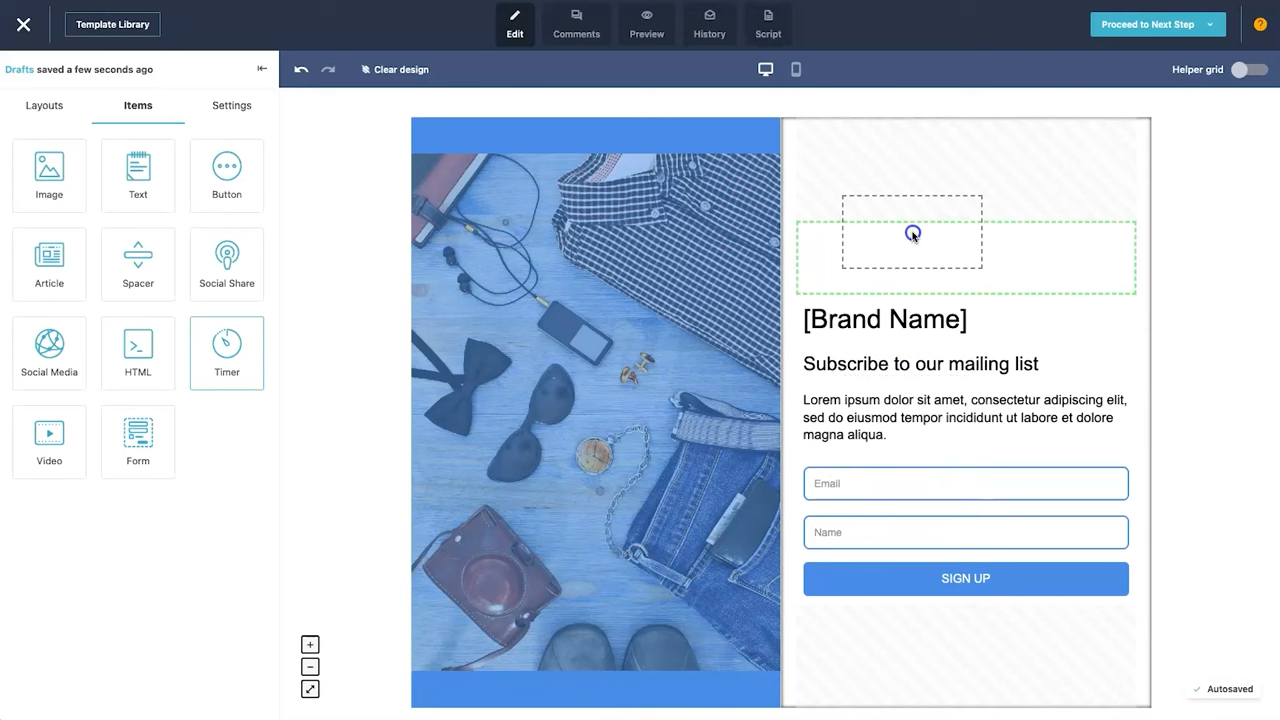 Template Library
Edit
Comments
Preview
History
Script
Proceed to Next Step
?
Drafts saved a few seconds ago
Clear design
Helper grid
Layouts
Items
Settings
Image
Text
Button
Article
Spacer
Social Share
Social Media
HTML
Timer
Video
Form
[Brand Name]
Subscribe to our mailing list
Lorem ipsum dolor sit amet, consectetur adipiscing elit,
sed do eiusmod tempor incididunt ut labore et dolore
magna aliqua.
Email
Name
SIGN UP
Autosaved